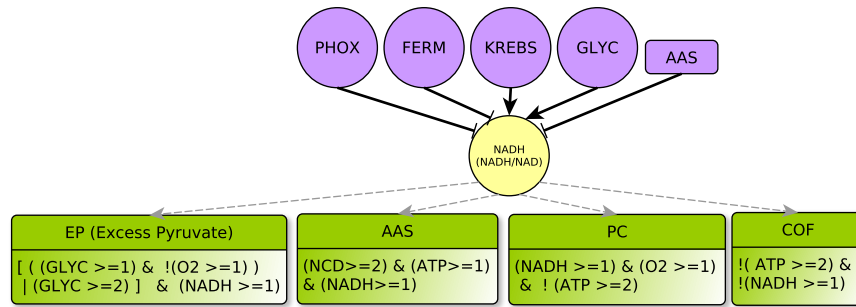 PHOX
FERM
KREBS
GLYC
AAS
NADH
(NADH/NAD)
EP (Excess Pyruvate)
[ ( (GLYC >=1) &  !(O2 >=1) )
| (GLYC >=2) ]   &  (NADH >=1)
AAS
(NCD>=2) & (ATP>=1)
& (NADH>=1)
PC
(NADH >=1) & (O2 >=1)
&  ! (ATP >=2)
COF
!( ATP >=2) &
!(NADH >=1)